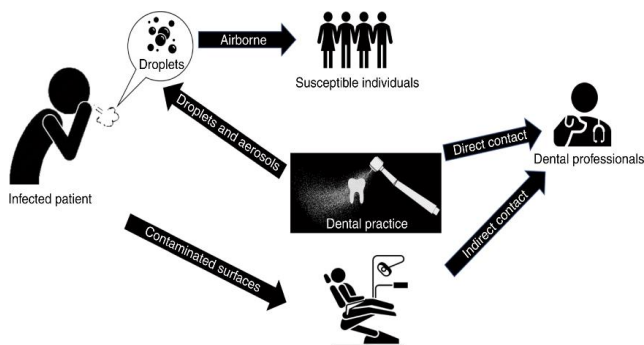 Droplets
Airborne
Susceptible individuals
Infected patient
Droplets and aerosols
Dental practice
Direct contact
Dental professionals
Contaminated surfaces
Indirect contact